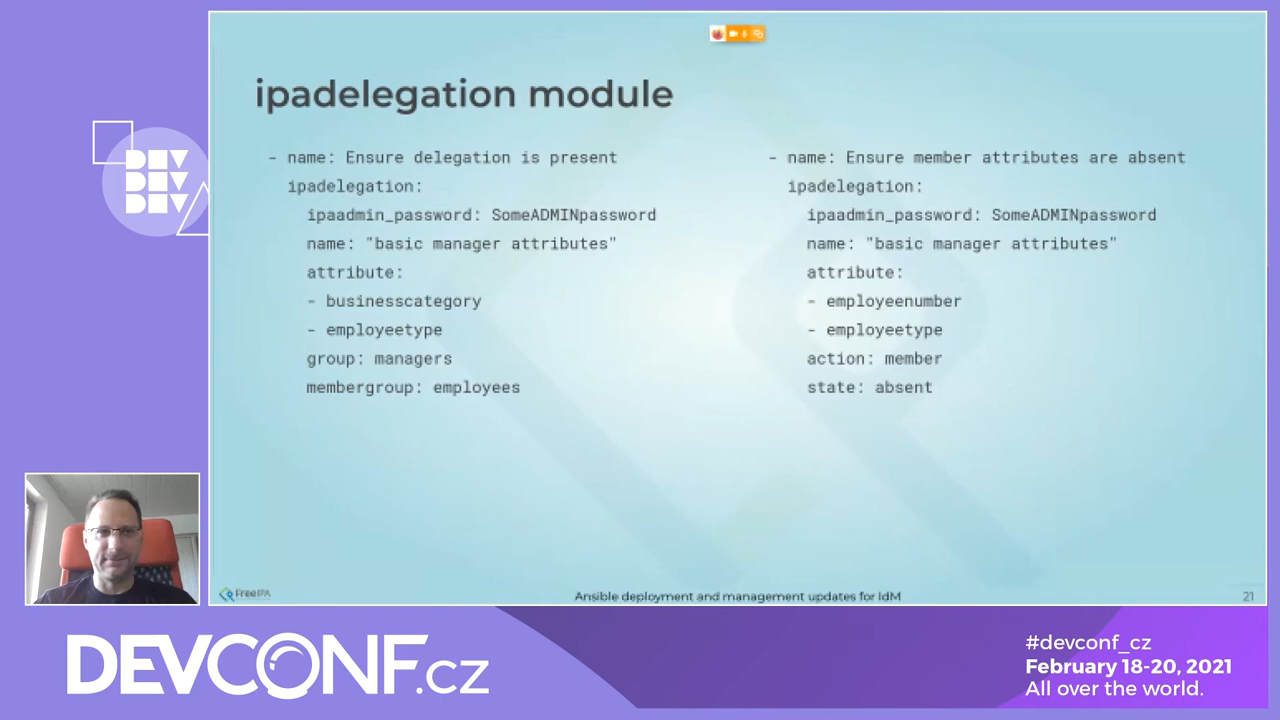 ipadelegation module
- name: Ensure delegation is present
ipadelegation:
ipaadmin_password: SomeADMINpassword
name: "basic manager attributes"
attribute:
- businesscategory
- employeetype
group: managers
membergroup: employees
- name: Ensure member attributes are absent
ipadelegation:
ipaadmin_password: SomeADMINpassword
name: "basic manager attributes"
attribute:
- employeenumber
- employeetype
action: member
state: absent
DEV
DEV
DEV
FreeIPA
Ansible deployment and management updates for IdM
21
DEVCONF.cz
#devconf_cz
February 18-20, 2021
All over the world.